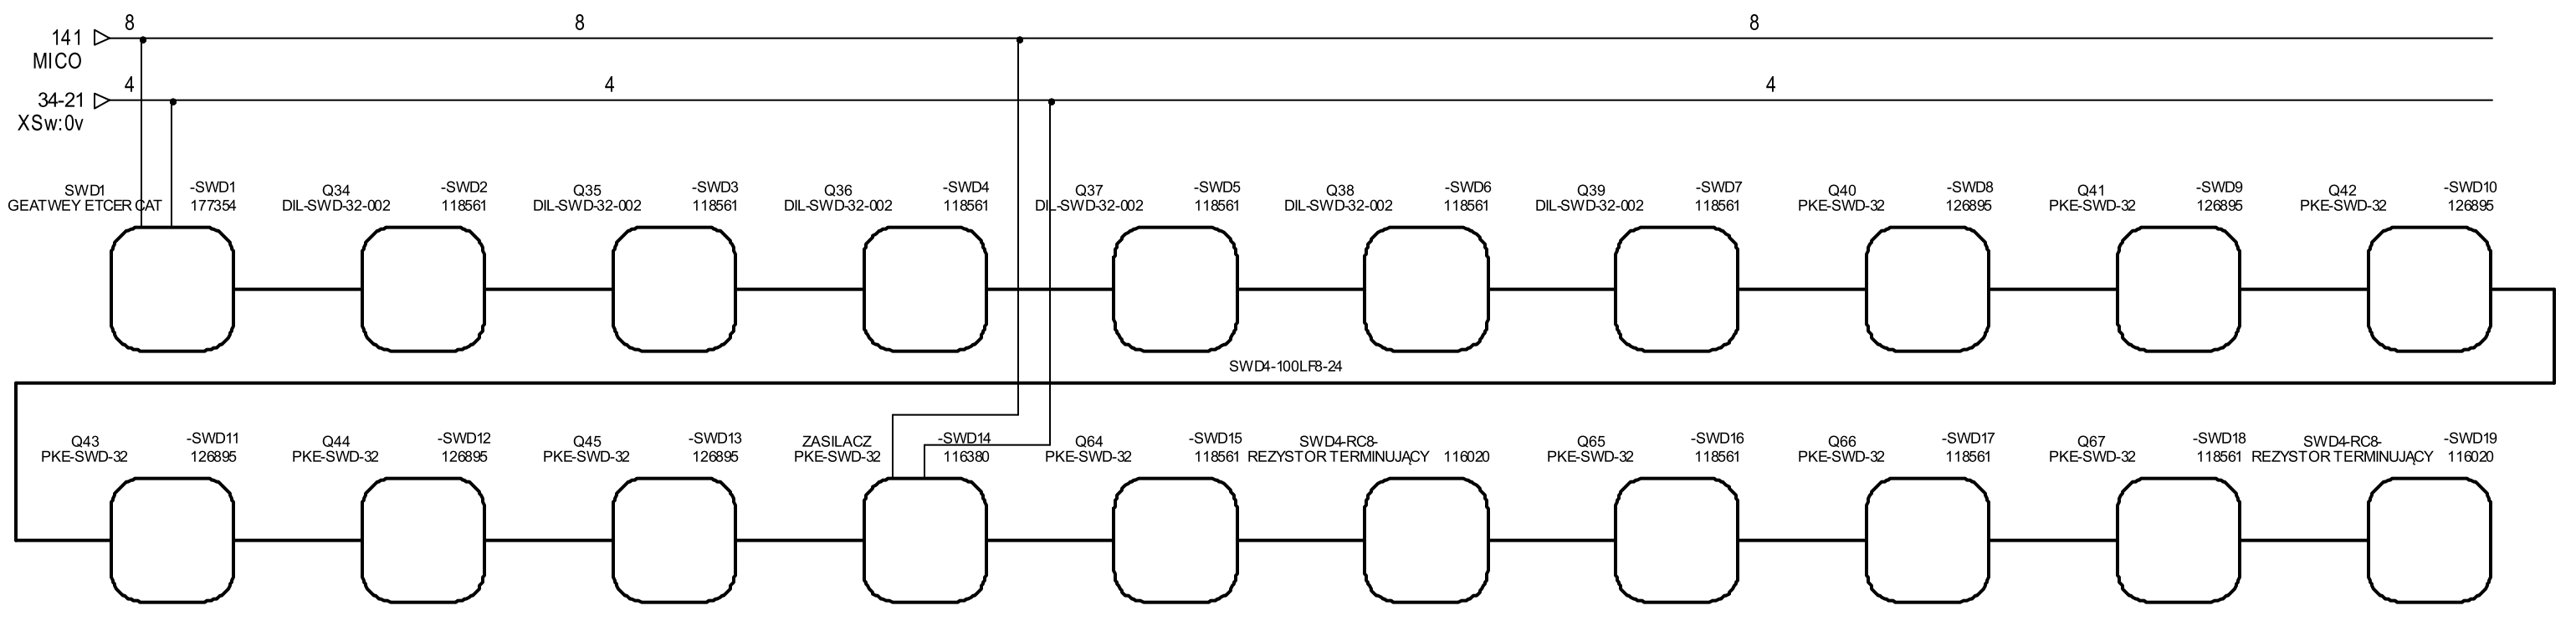 8 8 8
141
MICO
4 4 4
34-21
XSw:0v
SWD1 -SWD1 Q34 -SWD2 Q35 -SWD3 Q36 -SWD4 Q37 -SWD5 Q38 -SWD6 Q39 -SWD7 Q40 -SWD8 Q41 -SWD9 Q42 -SWD10
GEATWEY ETCER CAT 177354 DIL-SWD-32-002 118561 DIL-SWD-32-002 118561 DIL-SWD-32-002 118561 DIL-SWD-32-002 118561 DIL-SWD-32-002 118561 DIL-SWD-32-002 118561 PKE-SWD-32 126895 PKE-SWD-32 126895 PKE-SWD-32 126895
SWD4-100LF8-24
Q43 -SWD11 Q44 -SWD12 Q45 -SWD13 ZASILACZ -SWD14 Q64 -SWD15 SWD4-RC8- Q65 -SWD16 Q66 -SWD17 Q67 -SWD18 SWD4-RC8- -SWD19
PKE-SWD-32 126895 PKE-SWD-32 126895 PKE-SWD-32 126895 PKE-SWD-32 116380 PKE-SWD-32 118561 REZYSTOR TERMINUJĄCY 116020 PKE-SWD-32 118561 PKE-SWD-32 118561 PKE-SWD-32 118561 REZYSTOR TERMINUJĄCY 116020